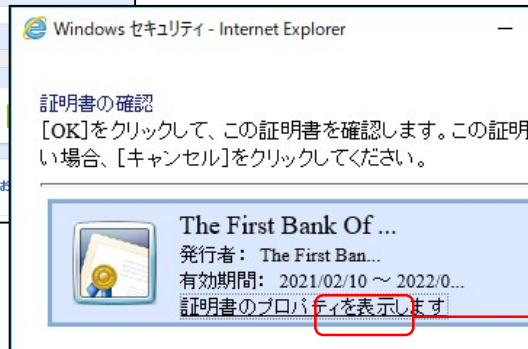 Windows セキュリティ - Internet Explorer
証明書の確認
[OK]をクリックして、この証明書を確認します。この証明
い場合、[キャンセル]をクリックしてください。
The First Bank Of ...
発行者： The First Ban...
有効期間： 2021/02/10 ～ 2022/0...
証明書のプロパティを表示します
お